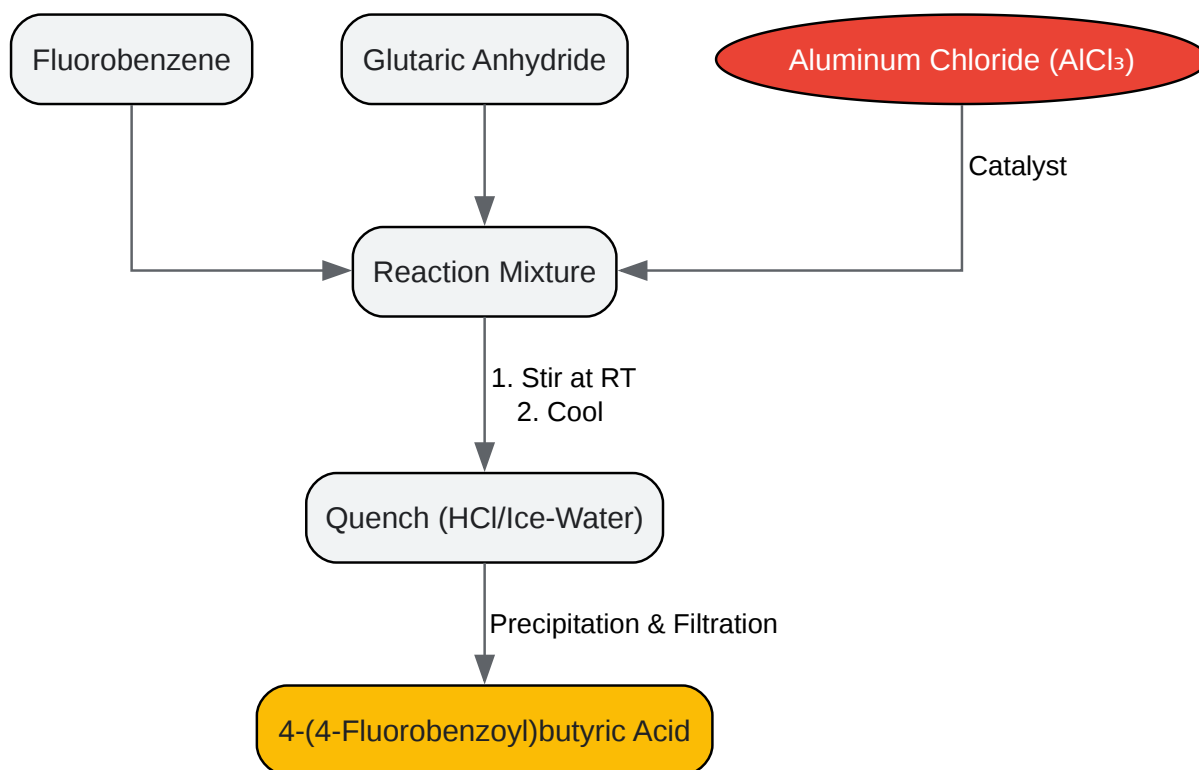 Fluorobenzene
Glutaric Anhydride
Aluminum Chloride (AlCl₃)
Catalyst
Reaction Mixture
1. Stir at RT
2. Cool
Quench (HCl/Ice-Water)
Precipitation & Filtration
4-(4-Fluorobenzoyl)butyric Acid